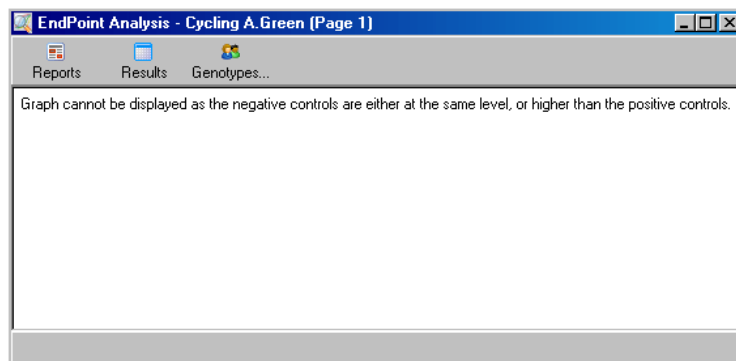 EndPoint Analysis - Cycling A.Green (Page 1)
Reports Results Genotypes...
Graph cannot be displayed as the negative controls are either at the same level, or higher than the positive controls.